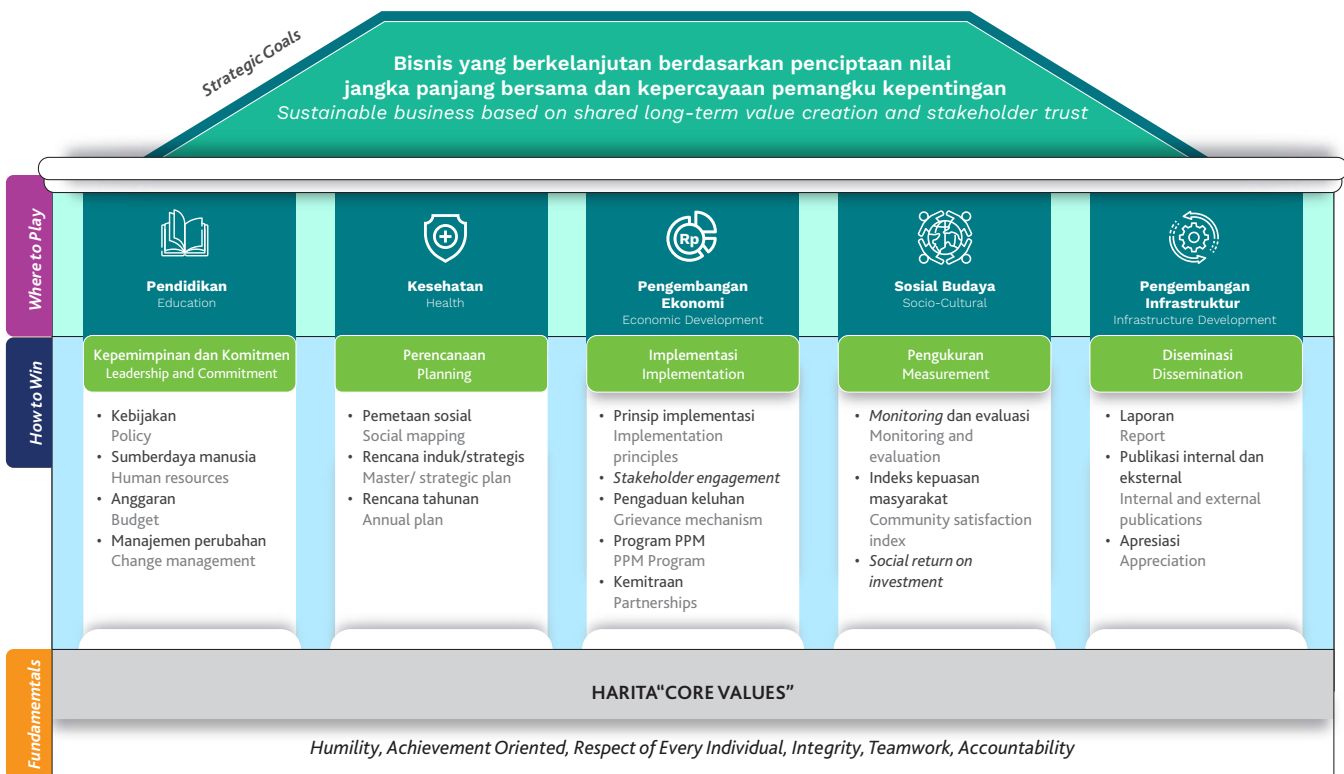 Strategic Goals
Bisnis yang berkelanjutan berdasarkan penciptaan nilai
jangka panjang bersama dan kepercayaan pemangku kepentingan
Sustainable business based on shared long-term value creation and stakeholder trust
Where to Play
Pendidikan
Education
Kesehatan
Health
Pengembangan
Ekonomi
Economic Development
Rp
Sosial Budaya
Socio-Cultural
Pengembangan
Infrastruktur
Infrastructure Development
How to Win
Kepemimpinan dan Komitmen
Leadership and Commitment
• Kebijakan
Policy
• Sumberdaya manusia
Human resources
• Anggaran
Budget
• Manajemen perubahan
Change management
Perencanaan
Planning
• Pemetaan sosial
Social mapping
• Rencana induk/strategis
Master/ strategic plan
• Rencana tahunan
Annual plan
Implementasi
Implementation
• Prinsip implementasi
Implementation
principles
• Stakeholder engagement
• Pengaduan keluhan
Grievance mechanism
• Program PPM
PPM Program
• Kemitraan
Partnerships
Pengukuran
Measurement
• Monitoring dan evaluasi
Monitoring and
evaluation
• Indeks kepuasan
masyarakat
Community satisfaction
index
• Social return on
investment
Diseminasi
Dissemination
• Laporan
Report
• Publikasi internal dan
eksternal
Internal and external
publications
• Apresiasi
Appreciation
Fundamemtals
HARITA“CORE VALUES”
Humility, Achievement Oriented, Respect of Every Individual, Integrity, Teamwork, Accountability